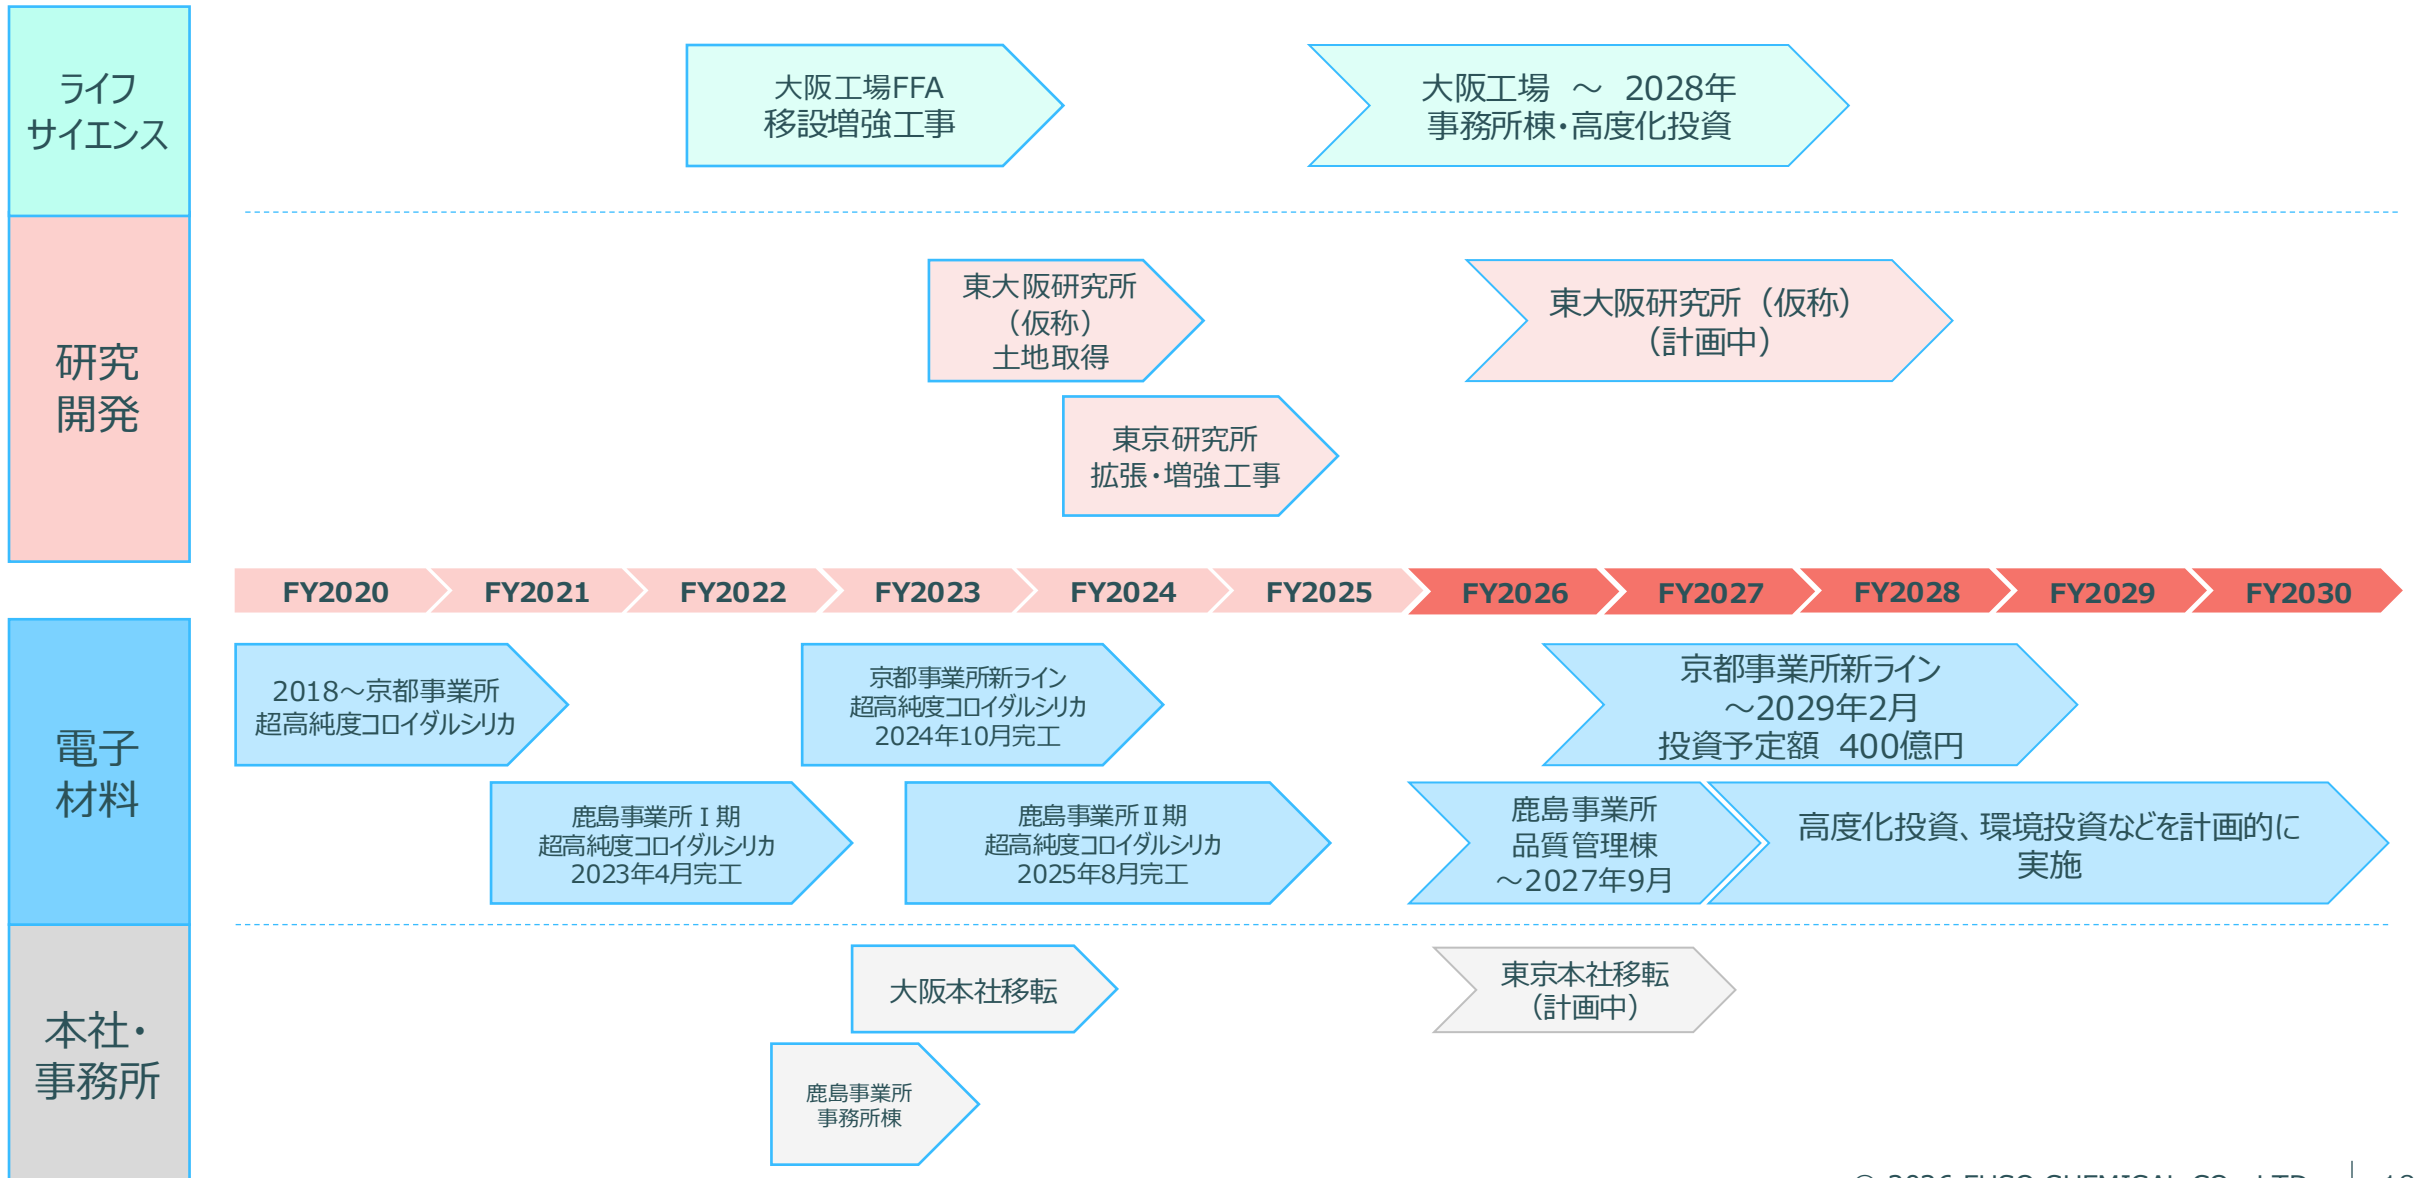 ライフ
サイエンス
大阪工場FFA
移設増強工事
大阪工場 ～ 2028年
事務所棟・高度化投資
研究
開発
東大阪研究所
（仮称）
土地取得
東大阪研究所（仮称）
（計画中）
東京研究所
拡張・増強工事
FY2020
FY2021
FY2022
FY2023
FY2024
FY2025
FY2026
FY2027
FY2028
FY2029
FY2030
電子
材料
2018～京都事業所
超高純度コロイダルシリカ
京都事業所新ライン
超高純度コロイダルシリカ
2024年10月完工
京都事業所新ライン
～2029年2月
投資予定額 400億円
鹿島事業所Ⅰ期
超高純度コロイダルシリカ
2023年4月完工
鹿島事業所Ⅱ期
超高純度コロイダルシリカ
2025年8月完工
鹿島事業所
品質管理棟
～2027年9月
高度化投資、環境投資などを計画的に
実施
本社・
事務所
大阪本社移転
東京本社移転
（計画中）
鹿島事業所
事務所棟